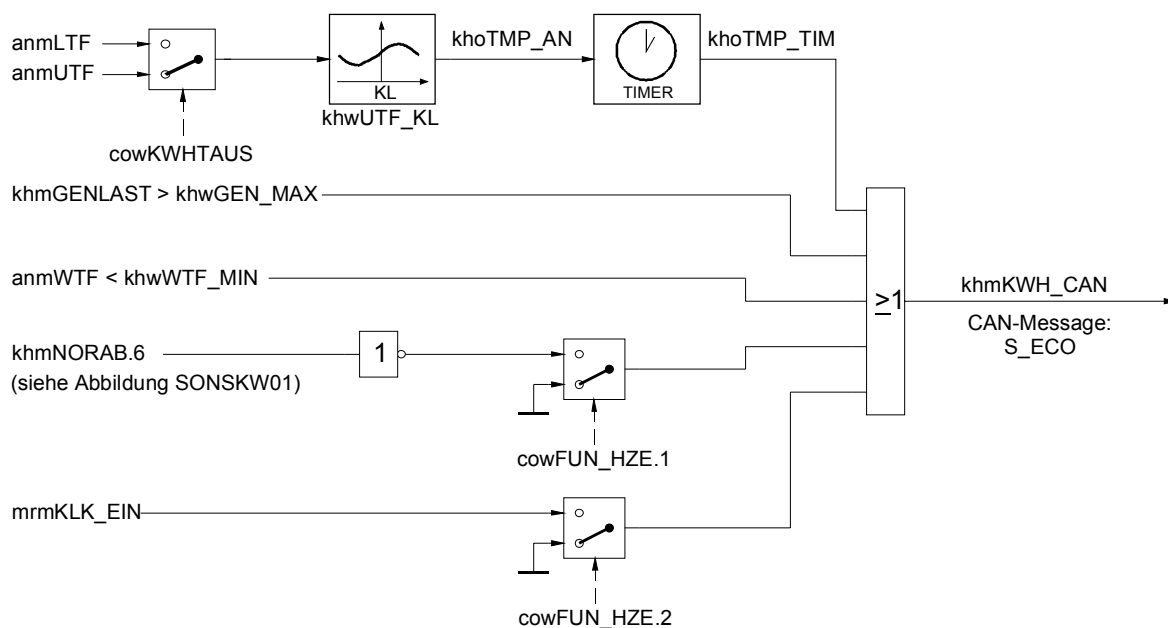 anmLTF
anmUTF
cowKWHTAUS
KL
khwUTF_KL
khoTMP_AN
TIMER
khoTMP_TIM
khmGENLAST > khwGEN_MAX
anmWTF < khwWTF_MIN
khmNORAB.6
(siehe Abbildung SONSKW01)
1
cowFUN_HZE.1
mrmKLK_EIN
cowFUN_HZE.2
≥1
khmKWH_CAN
CAN-Message:
S_ECO